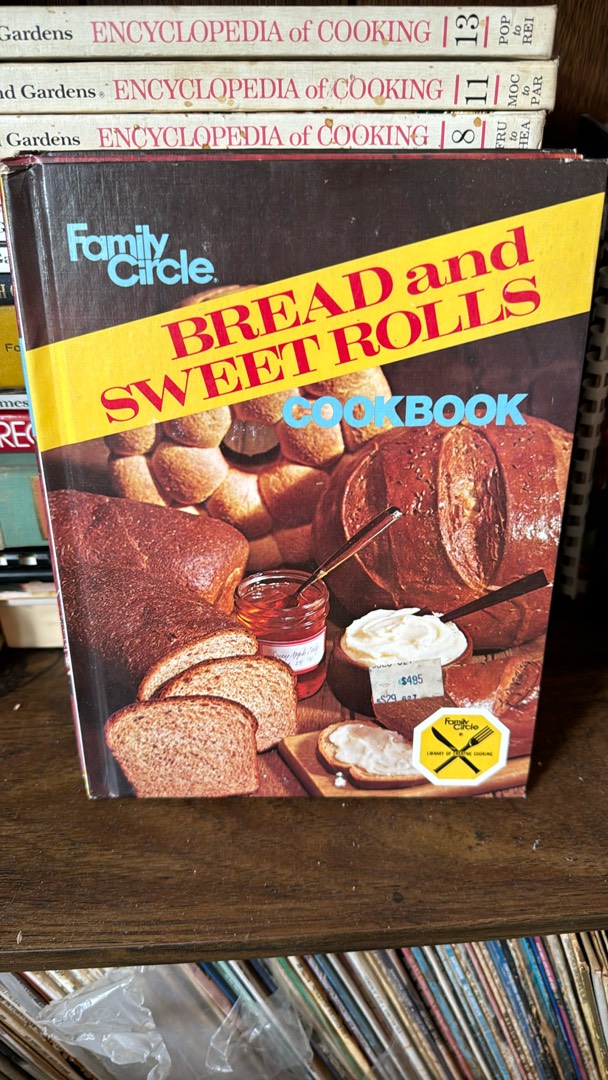 Gardens ENCYCLOPEDIA of COOKING 13 POP to REI
nd Gardens® ENCYCLOPEDIA of COOKING 11 MOC to PAR
Gardens ENCYCLOPEDIA of COOKING 8 FRU to HEA
Family
Circle®
BREAD and
SWEET ROLLS
COOKBOOK
$4.95
Family
Circle
LIBRARY OF CREATIVE COOKING